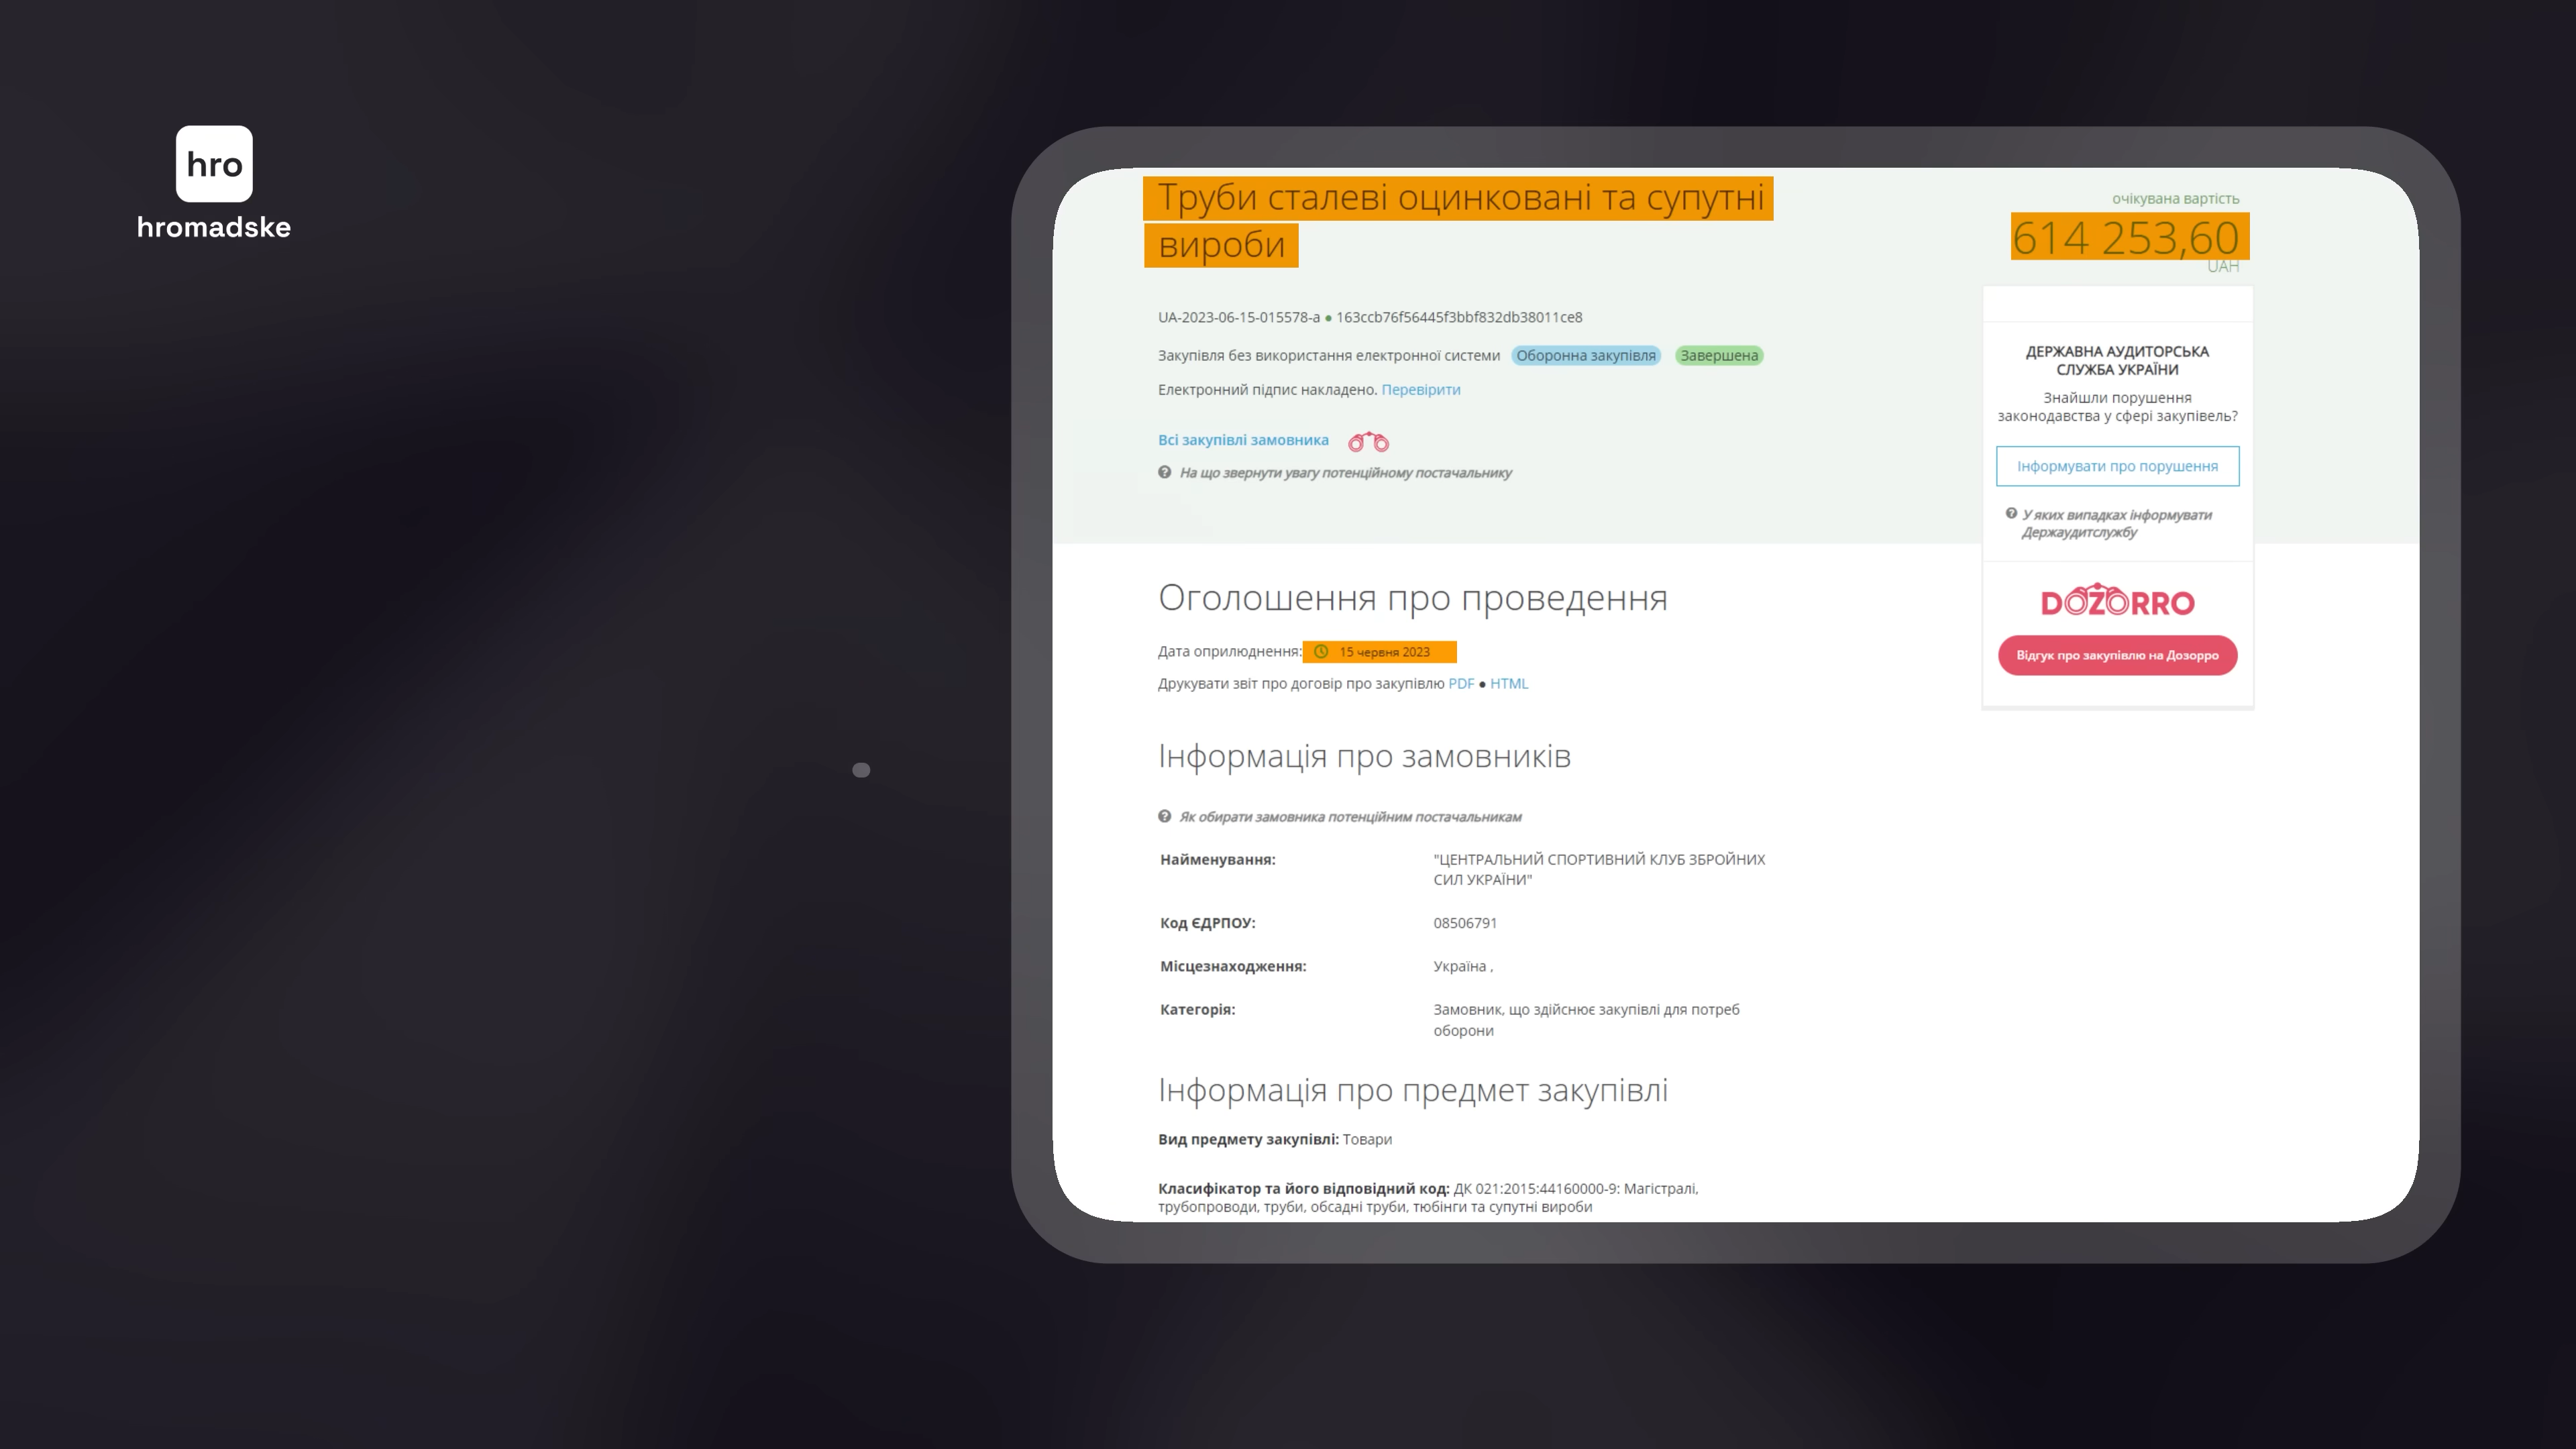 hro
hromadske
Труби сталеві оцинковані та супутні
вироби
очікувана вартість
614 253,60
UAH
UA-2023-06-15-015578-a ● 163ccb76f56445f3bbf832db38011ce8
Закупівля без використання електронної системи Оборонна закупівля Завершена
Електронний підпис накладено. Перевірити
Всі закупівлі замовника
На що звернути увагу потенційному постачальнику
ДЕРЖАВНА АУДИТОРСЬКА
СЛУЖБА УКРАЇНИ
Знайшли порушення
законодавства у сфері закупівель?
Інформувати про порушення
У яких випадках інформувати
Держаудитслужбу
DOZORRO
Відгук про закупівлю на Дозорро
Оголошення про проведення
Дата оприлюднення: 15 червня 2023
Друкувати звіт про договір про закупівлю PDF ● HTML
Інформація про замовників
Як обирати замовника потенційним постачальникам
Найменування: "ЦЕНТРАЛЬНИЙ СПОРТИВНИЙ КЛУБ ЗБРОЙНИХ
СИЛ УКРАЇНИ"
Код ЄДРПОУ: 08506791
Місцезнаходження: Україна ,
Категорія: Замовник, що здійснює закупівлі для потреб
оборони
Інформація про предмет закупівлі
Вид предмету закупівлі: Товари
Класифікатор та його відповідний код: ДК 021:2015:44160000-9: Магістралі,
трубопроводи, труби, обсадні труби, тюбінги та супутні вироби